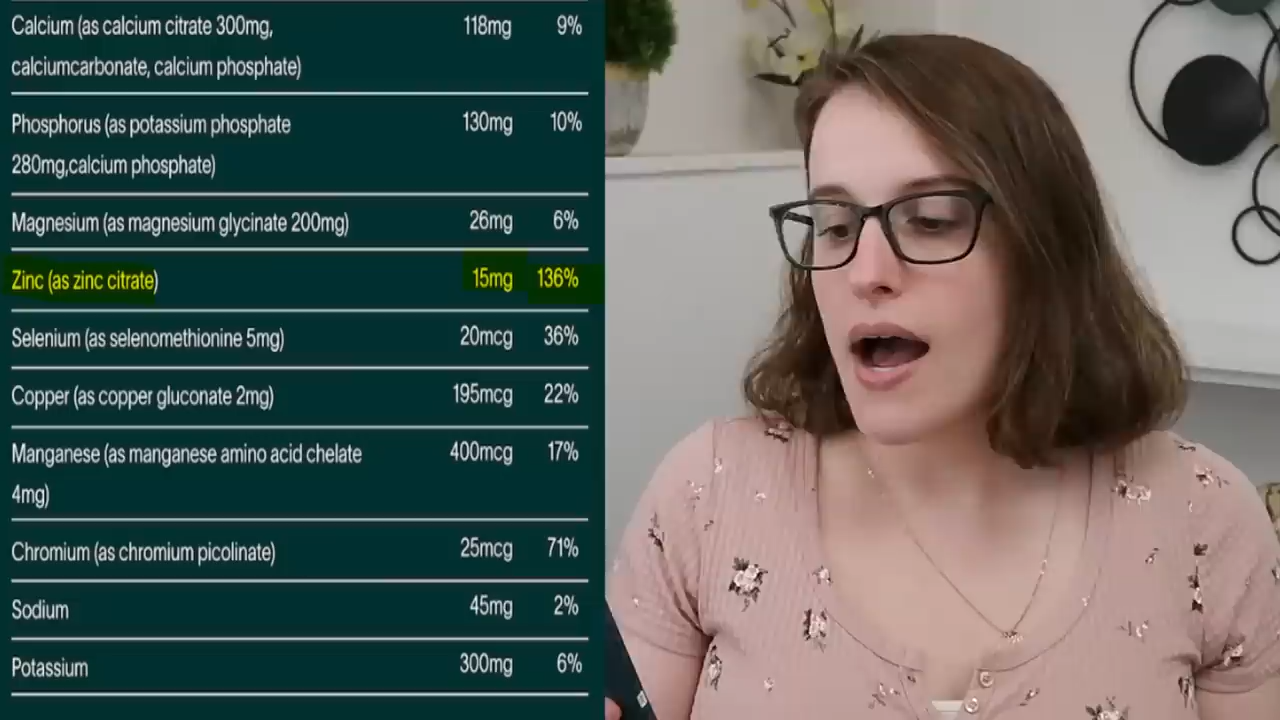 Calcium (as calcium citrate 300mg, 118mg 9%
calciumcarbonate, calcium phosphate)
Phosphorus (as potassium phosphate 130mg 10%
280mg,calcium phosphate)
Magnesium (as magnesium glycinate 200mg) 26mg 6%
Zinc (as zinc citrate) 15mg 136%
Selenium (as selenomethionine 5mg) 20mcg 36%
Copper (as copper gluconate 2mg) 195mcg 22%
Manganese (as manganese amino acid chelate 400mcg 17%
4mg)
Chromium (as chromium picolinate) 25mcg 71%
Sodium 45mg 2%
Potassium 300mg 6%